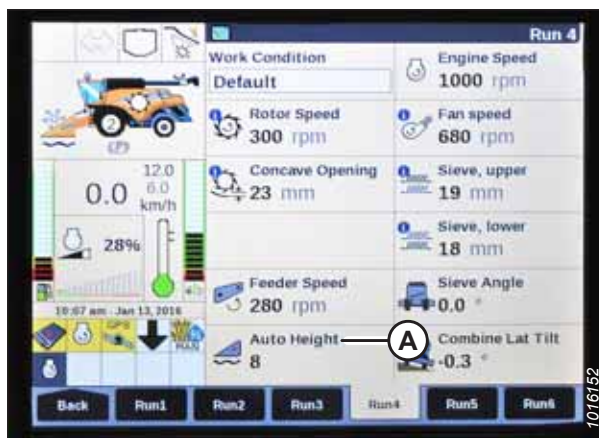 Run 4
Work Condition
Default
Engine Speed
1000 rpm
Rotor Speed
300 rpm
Fan speed
680 rpm
Concave Opening
23 mm
Sieve, upper
19 mm
Sieve, lower
18 mm
Feeder Speed
280 rpm
Sieve Angle
0.0 °
Auto Height
8
A
Combine Lat Tilt
-0.3 °
2
(P)
0.0
12.0
6.0
km/h
28%
10:07 am Jan 13, 2016
GPS
MAN
Back
Run1
Run2
Run3
Run4
Run5
Run6
1016152